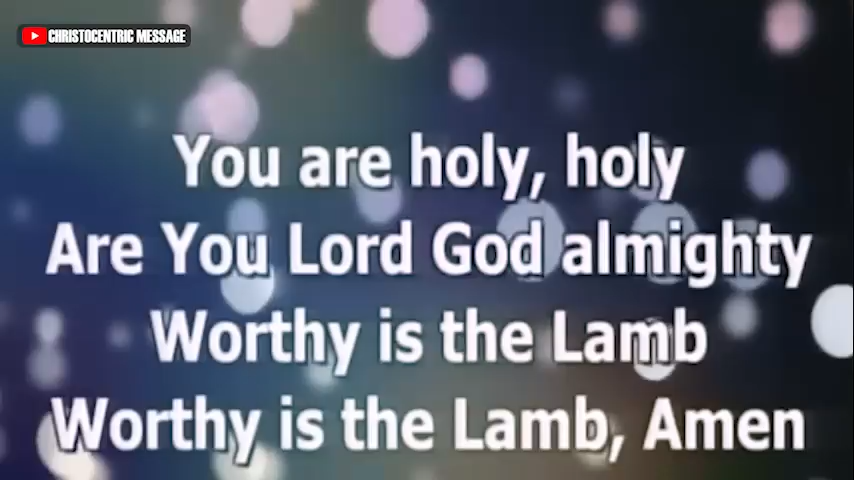 CHRISTOCENTRIC MESSAGE
You are holy, holy
Are You Lord God almighty
Worthy is the Lamb
Worthy is the Lamb, Amen